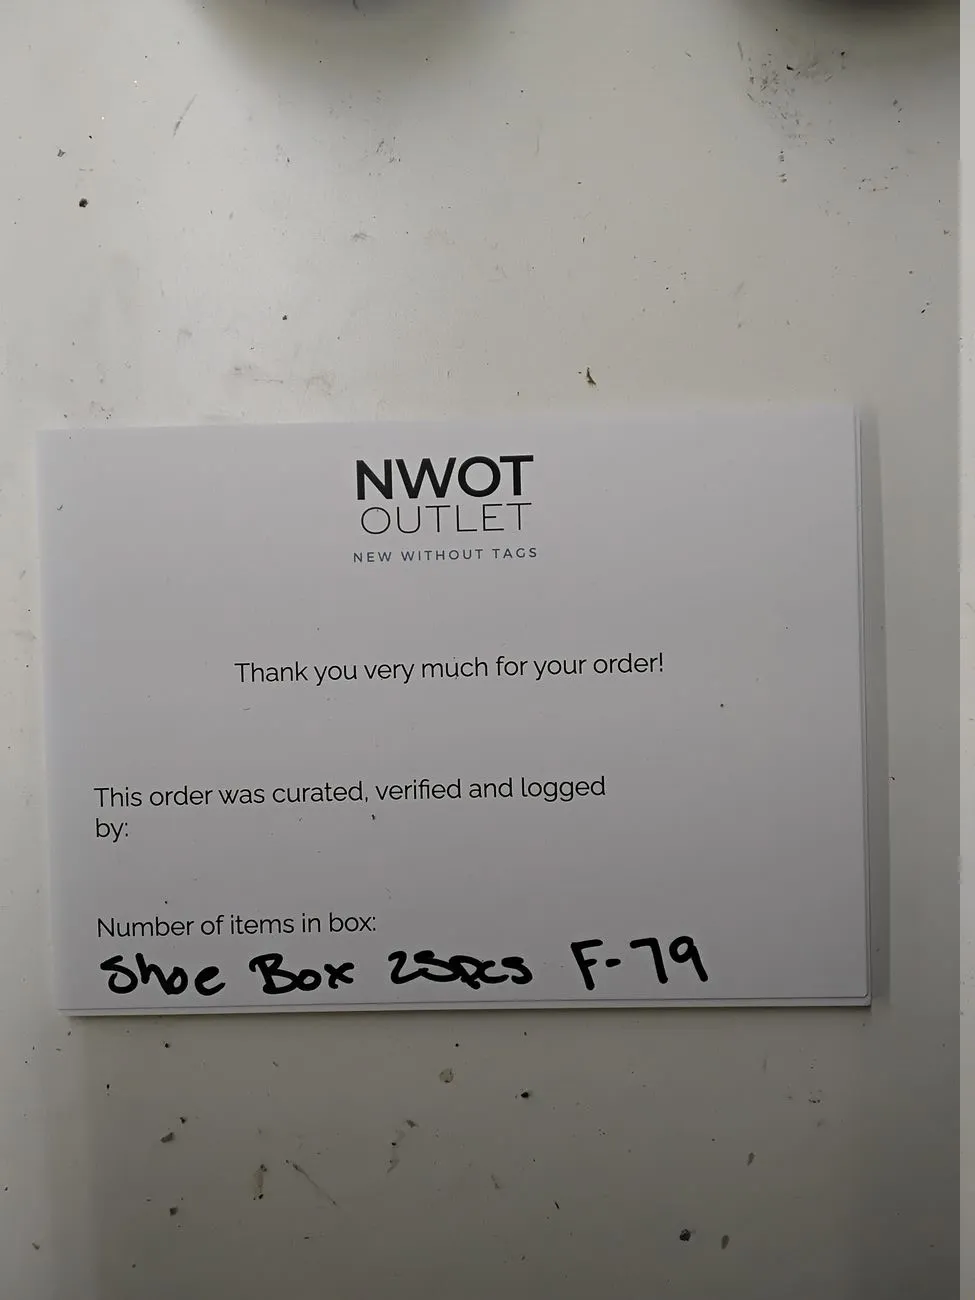 NWOT
OUTLET
NEW WITHOUT TAGS
Thank you very much for your order!
This order was curated, verified and logged
by:
Number of items in box:
Shoe Box 25pcs F-79